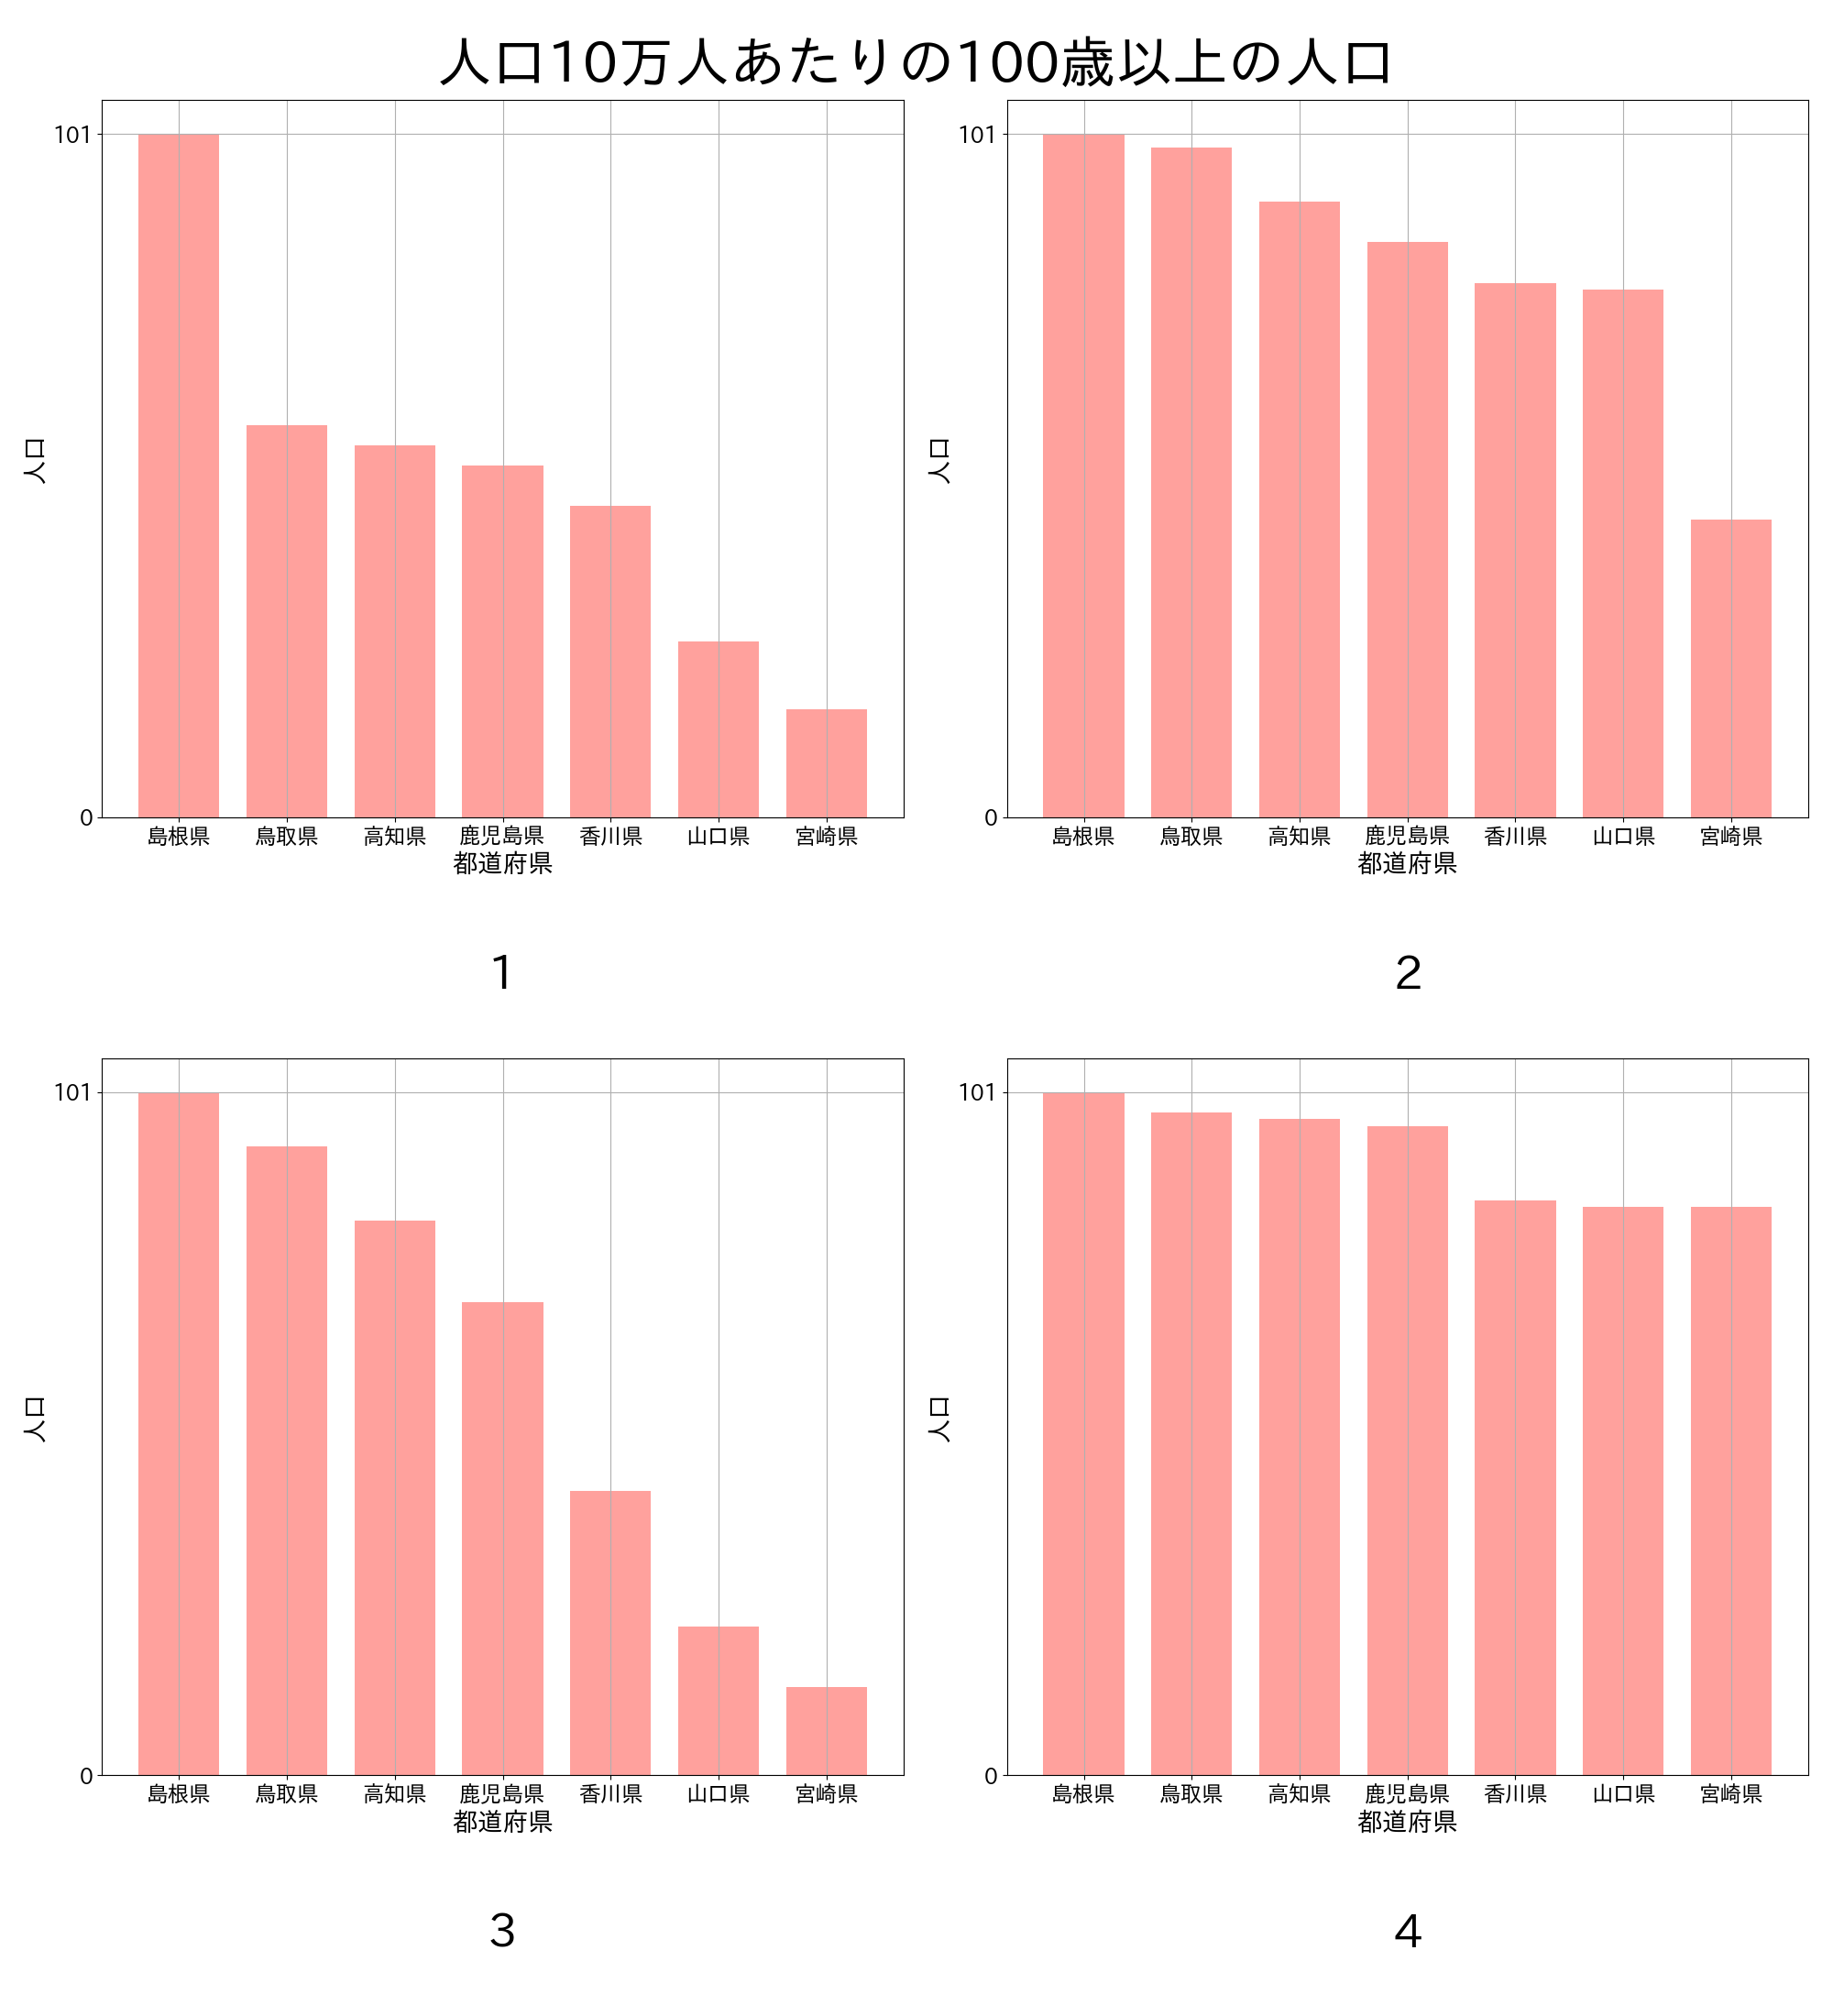 人口10万人あたりの100歳以上の人口
101
人口
0
島根県 鳥取県 高知県 鹿児島県 香川県 山口県 宮崎県
都道府県
1
101
人口
0
島根県 鳥取県 高知県 鹿児島県 香川県 山口県 宮崎県
都道府県
2
101
人口
0
島根県 鳥取県 高知県 鹿児島県 香川県 山口県 宮崎県
都道府県
3
101
人口
0
島根県 鳥取県 高知県 鹿児島県 香川県 山口県 宮崎県
都道府県
4